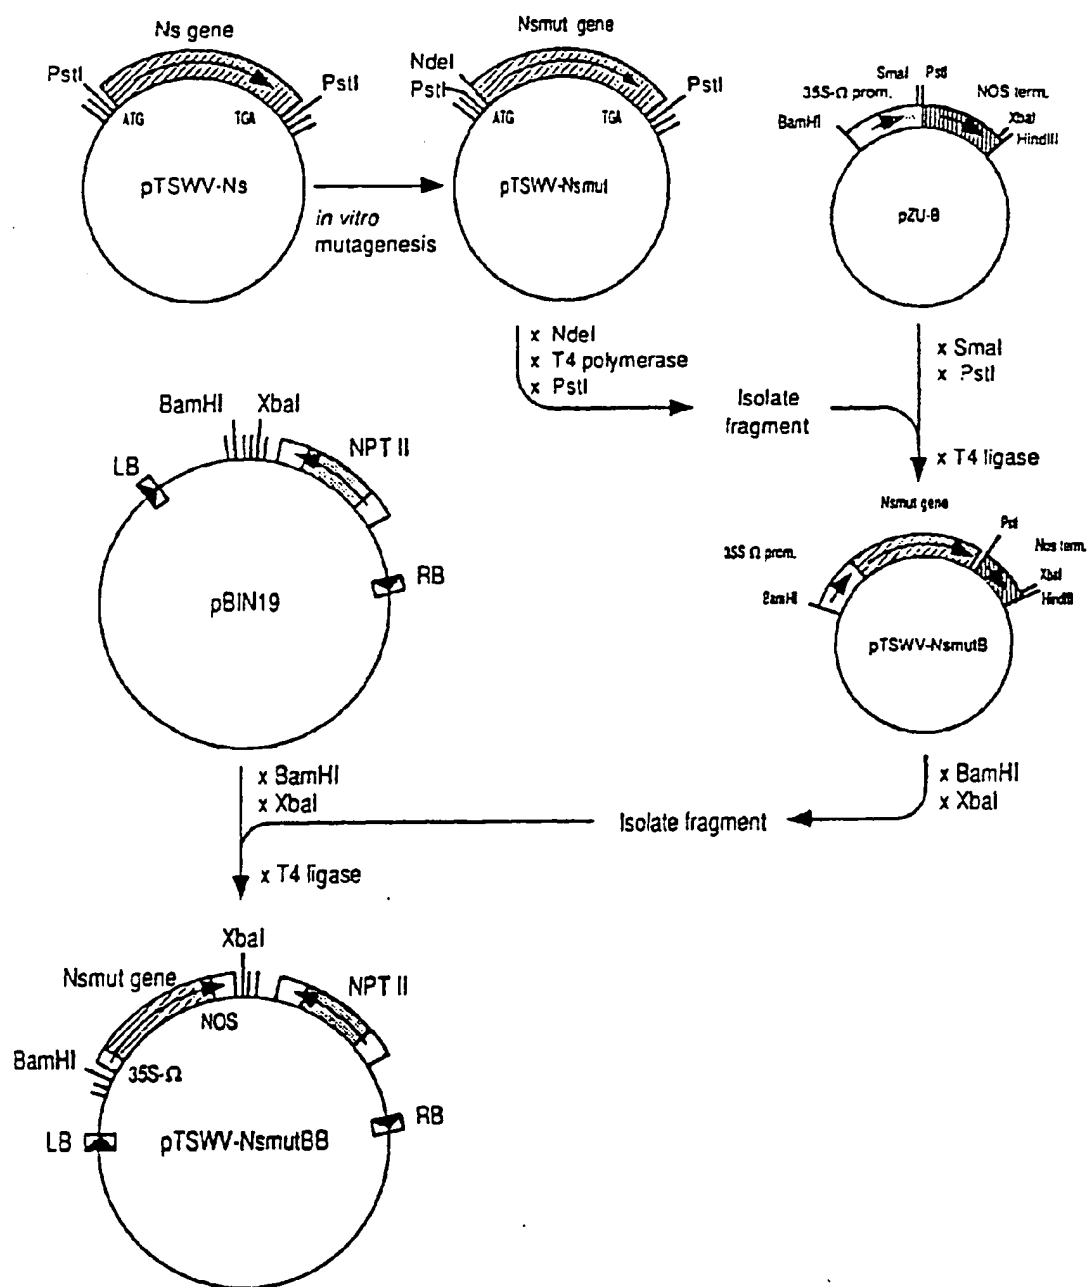 Ns gene
PstI
PstI
ATG
TGA
pTSWV-Ns
in vitro
mutagenesis
Nsmut gene
NdeI
PstI
PstI
ATG
TGA
pTSWV-Nsmut
SmaI
PstI
35S-Ω prom.
NOS term.
BamHI
XbaI
HindIII
pZU-B
x NdeI
x T4 polymerase
x PstI
Isolate
fragment
x SmaI
x PstI
x T4 ligase
BamHI
XbaI
NPT II
LB
RB
pBIN19
Nsmut gene
PstI
35S Ω prom.
Nos term.
XbaI
BamHI
HindIII
pTSWV-NsmutB
x BamHI
x XbaI
Isolate fragment
x BamHI
x XbaI
x T4 ligase
XbaI
Nsmut gene
NPT II
NOS
BamHI
35S-Ω
LB
RB
pTSWV-NsmutBB